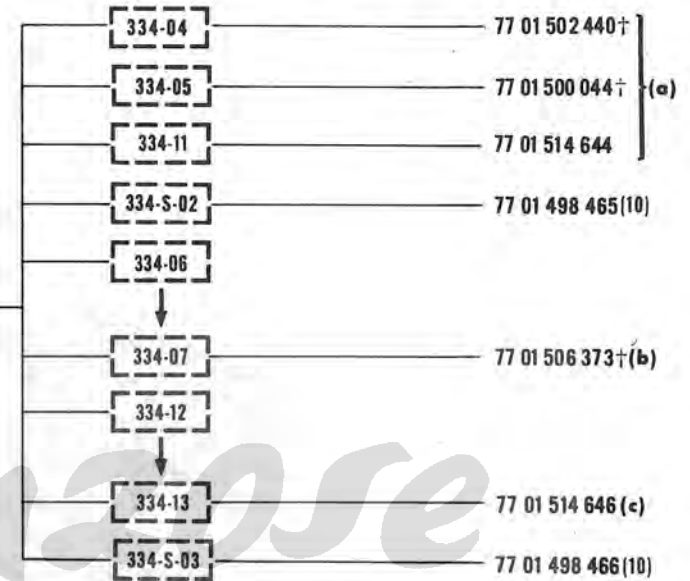 334-04 77 01 502 440†
334-05 77 01 500 044† (a)
334-11 77 01 514 644
334-S-02 77 01 498 465(10)
334-06
334-07 77 01 506 373†(b)
334-12
334-13 77 01 514 646 (c)
334-S-03 77 01 498 466(10)